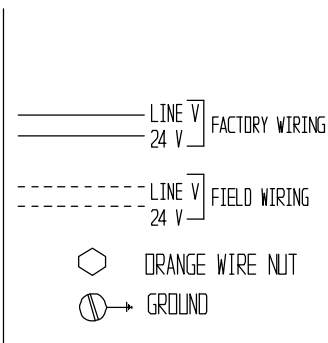 LINE V
24 V
FACTORY WIRING
LINE V
24 V
FIELD WIRING
ORANGE WIRE NUT
GROUND